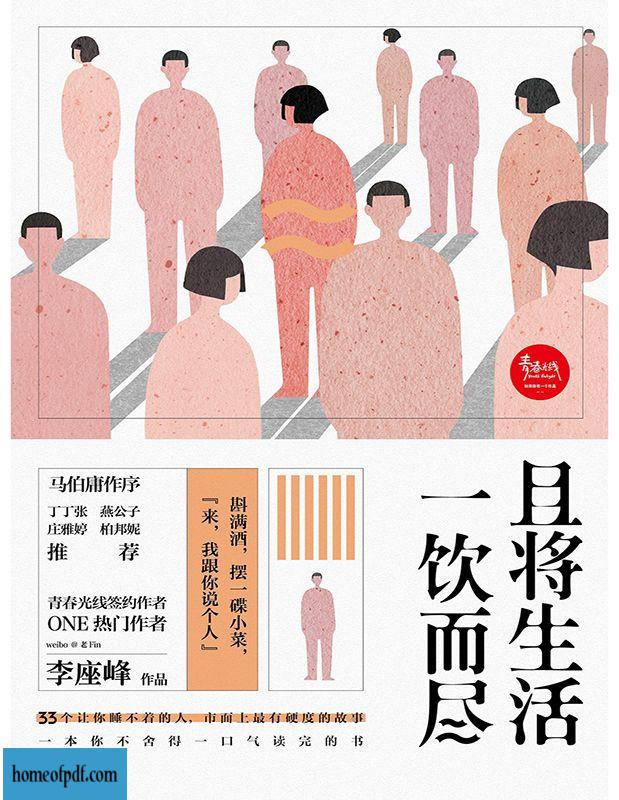 青春光线
Youth Enlight
且将生活
一饮而尽
马伯庸作序
丁丁张 燕公子
庄雅婷 柏邦妮
推荐
青春光线签约作者
ONE 热门作者
weibo @ 老Fin
李座峰 作品
斟满酒，摆一碟小菜，
『来，我跟你说个人』
33个让你睡不着的人，市面上最有硬度的故事
一本你不舍得一口气读完的书
homeofpdf.com